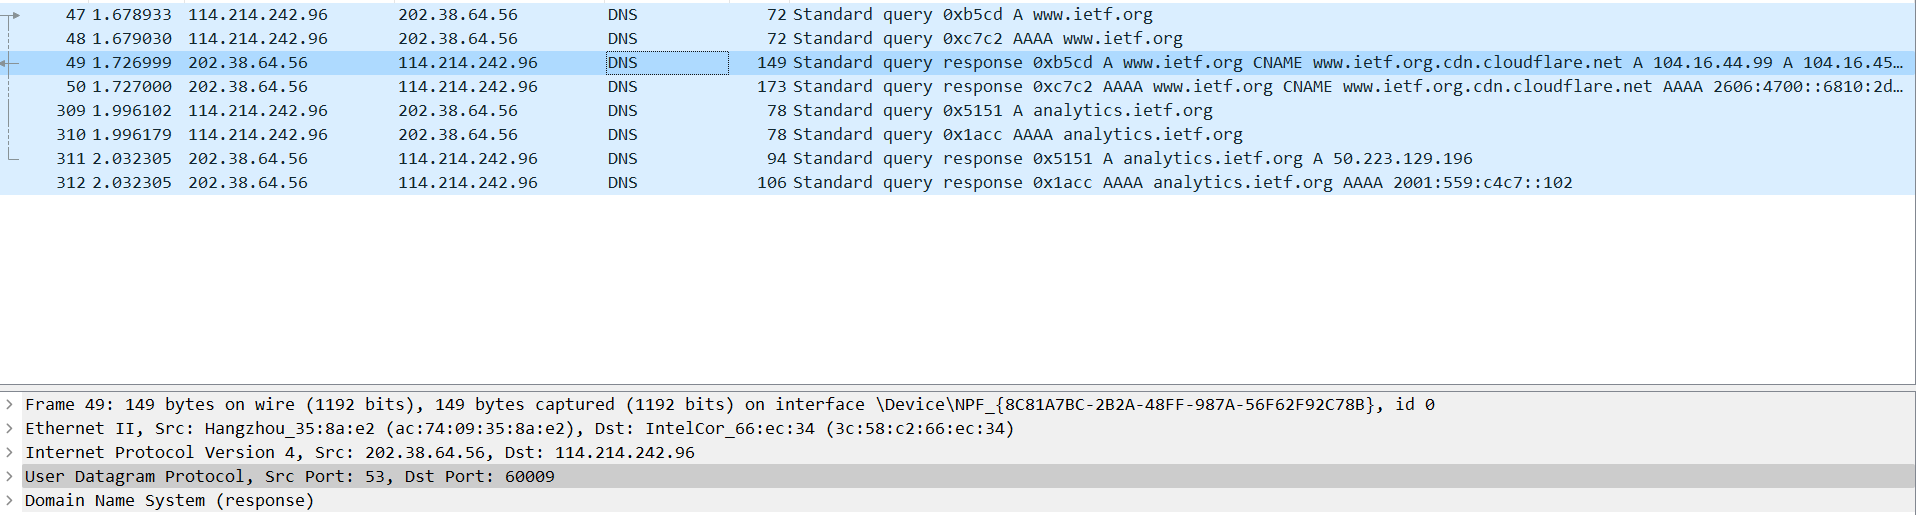 47 1.678933 114.214.242.96 202.38.64.56 DNS 72 Standard query 0xb5cd A www.ietf.org
48 1.679030 114.214.242.96 202.38.64.56 DNS 72 Standard query 0xc7c2 AAAA www.ietf.org
49 1.726999 202.38.64.56 114.214.242.96 DNS 149 Standard query response 0xb5cd A www.ietf.org CNAME www.ietf.org.cdn.cloudflare.net A 104.16.44.99 A 104.16.45…
50 1.727000 202.38.64.56 114.214.242.96 DNS 173 Standard query response 0xc7c2 AAAA www.ietf.org CNAME www.ietf.org.cdn.cloudflare.net AAAA 2606:4700::6810:2d…
309 1.996102 114.214.242.96 202.38.64.56 DNS 78 Standard query 0x5151 A analytics.ietf.org
310 1.996179 114.214.242.96 202.38.64.56 DNS 78 Standard query 0x1acc AAAA analytics.ietf.org
311 2.032305 202.38.64.56 114.214.242.96 DNS 94 Standard query response 0x5151 A analytics.ietf.org A 50.223.129.196
312 2.032305 202.38.64.56 114.214.242.96 DNS 106 Standard query response 0x1acc AAAA analytics.ietf.org AAAA 2001:559:c4c7::102
Frame 49: 149 bytes on wire (1192 bits), 149 bytes captured (1192 bits) on interface \Device\NPF_{8C81A7BC-2B2A-48FF-987A-56F62F92C78B}, id 0
Ethernet II, Src: Hangzhou_35:8a:e2 (ac:74:09:35:8a:e2), Dst: IntelCor_66:ec:34 (3c:58:c2:66:ec:34)
Internet Protocol Version 4, Src: 202.38.64.56, Dst: 114.214.242.96
User Datagram Protocol, Src Port: 53, Dst Port: 60009
Domain Name System (response)